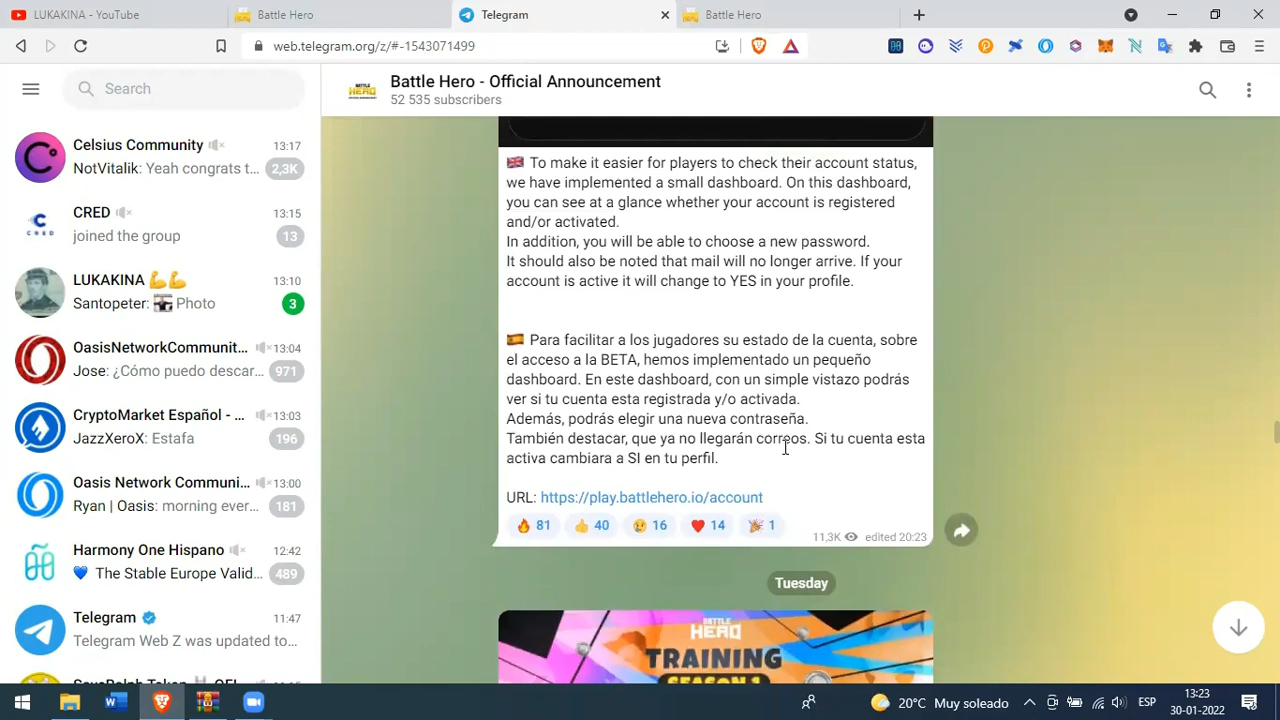 LUKAKINA - YouTube
Battle Hero
Telegram
Battle Hero
web.telegram.org/z/#-1543071499
Search
Battle Hero - Official Announcement
52 535 subscribers
Celsius Community
13:17
NotVitalik: Yeah congrats t...
2,3K
CRED
13:15
joined the group
13
LUKAKINA 💪💪
13:10
Santopeter: Photo
3
OasisNetworkCommunit...
13:04
Jose: ¿Cómo puedo descar...
971
CryptoMarket Español - ...
13:03
JazzXeroX: Estafa
196
Oasis Network Communi...
13:00
Ryan | Oasis: morning ever...
181
Harmony One Hispano
12:42
💙 The Stable Europe Valid...
489
Telegram
11:47
Telegram Web Z was updated to...
🇬🇧 To make it easier for players to check their account status,
we have implemented a small dashboard. On this dashboard,
you can see at a glance whether your account is registered
and/or activated.
In addition, you will be able to choose a new password.
It should also be noted that mail will no longer arrive. If your
account is active it will change to YES in your profile.
🇪🇸 Para facilitar a los jugadores su estado de la cuenta, sobre
el acceso a la BETA, hemos implementado un pequeño
dashboard. En este dashboard, con un simple vistazo podrás
ver si tu cuenta esta registrada y/o activada.
Además, podrás elegir una nueva contraseña.
También destacar, que ya no llegarán correos. Si tu cuenta esta
activa cambiara a SI en tu perfil.
URL: https://play.battlehero.io/account
🔥 81 👍 40 😢 16 ❤ 14 🎉 1
11,3K edited 20:23
Tuesday
BATTLE
HERO
TRAINING
SEASON 1
20°C Muy soleado
ESP
13:23
30-01-2022